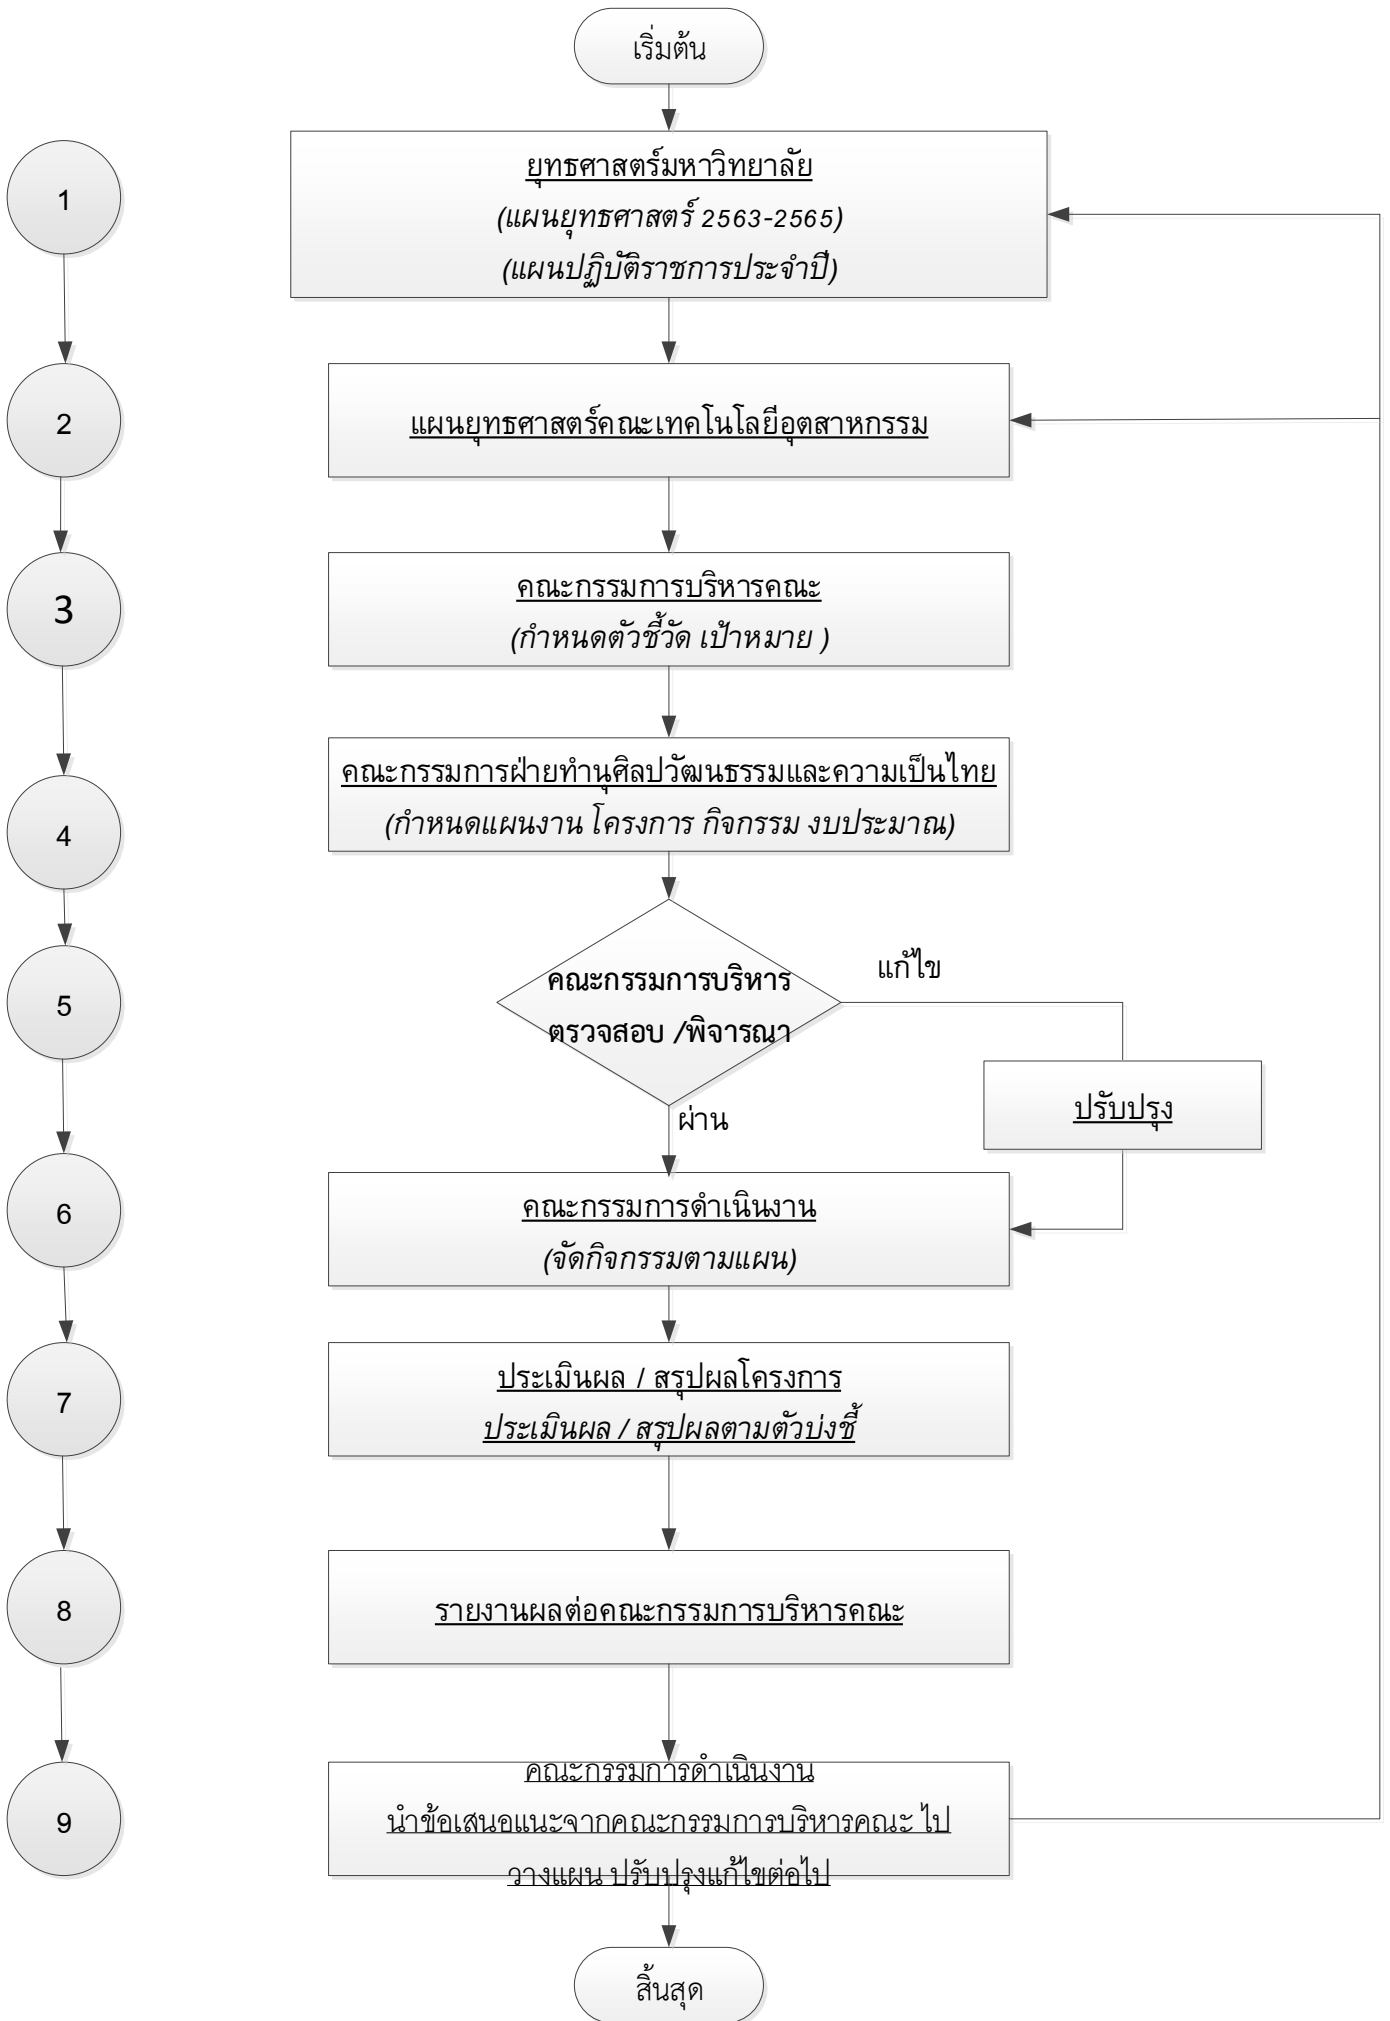 เริ่มต้น
1
ยุทธศาสตร์มหาวิทยาลัย
(แผนยุทธศาสตร์ 2563-2565)
(แผนปฏิบัติราชการประจำปี)
2
แผนยุทธศาสตร์คณะเทคโนโลยีอุตสาหกรรม
3
คณะกรรมการบริหารคณะ
(กำหนดตัวชี้วัด เป้าหมาย )
4
คณะกรรมการฝ่ายทำนุศิลปวัฒนธรรมและความเป็นไทย
(กำหนดแผนงาน โครงการ กิจกรรม งบประมาณ)
5
คณะกรรมการบริหาร
ตรวจสอบ /พิจารณา
แก้ไข
ปรับปรุง
ผ่าน
6
คณะกรรมการดำเนินงาน
(จัดกิจกรรมตามแผน)
7
ประเมินผล / สรุปผลโครงการ
ประเมินผล / สรุปผลตามตัวบ่งชี้
8
รายงานผลต่อคณะกรรมการบริหารคณะ
9
คณะกรรมการดำเนินงาน
นำข้อเสนอแนะจากคณะกรรมการบริหารคณะ ไป
วางแผน ปรับปรุงแก้ไขต่อไป
สิ้นสุด